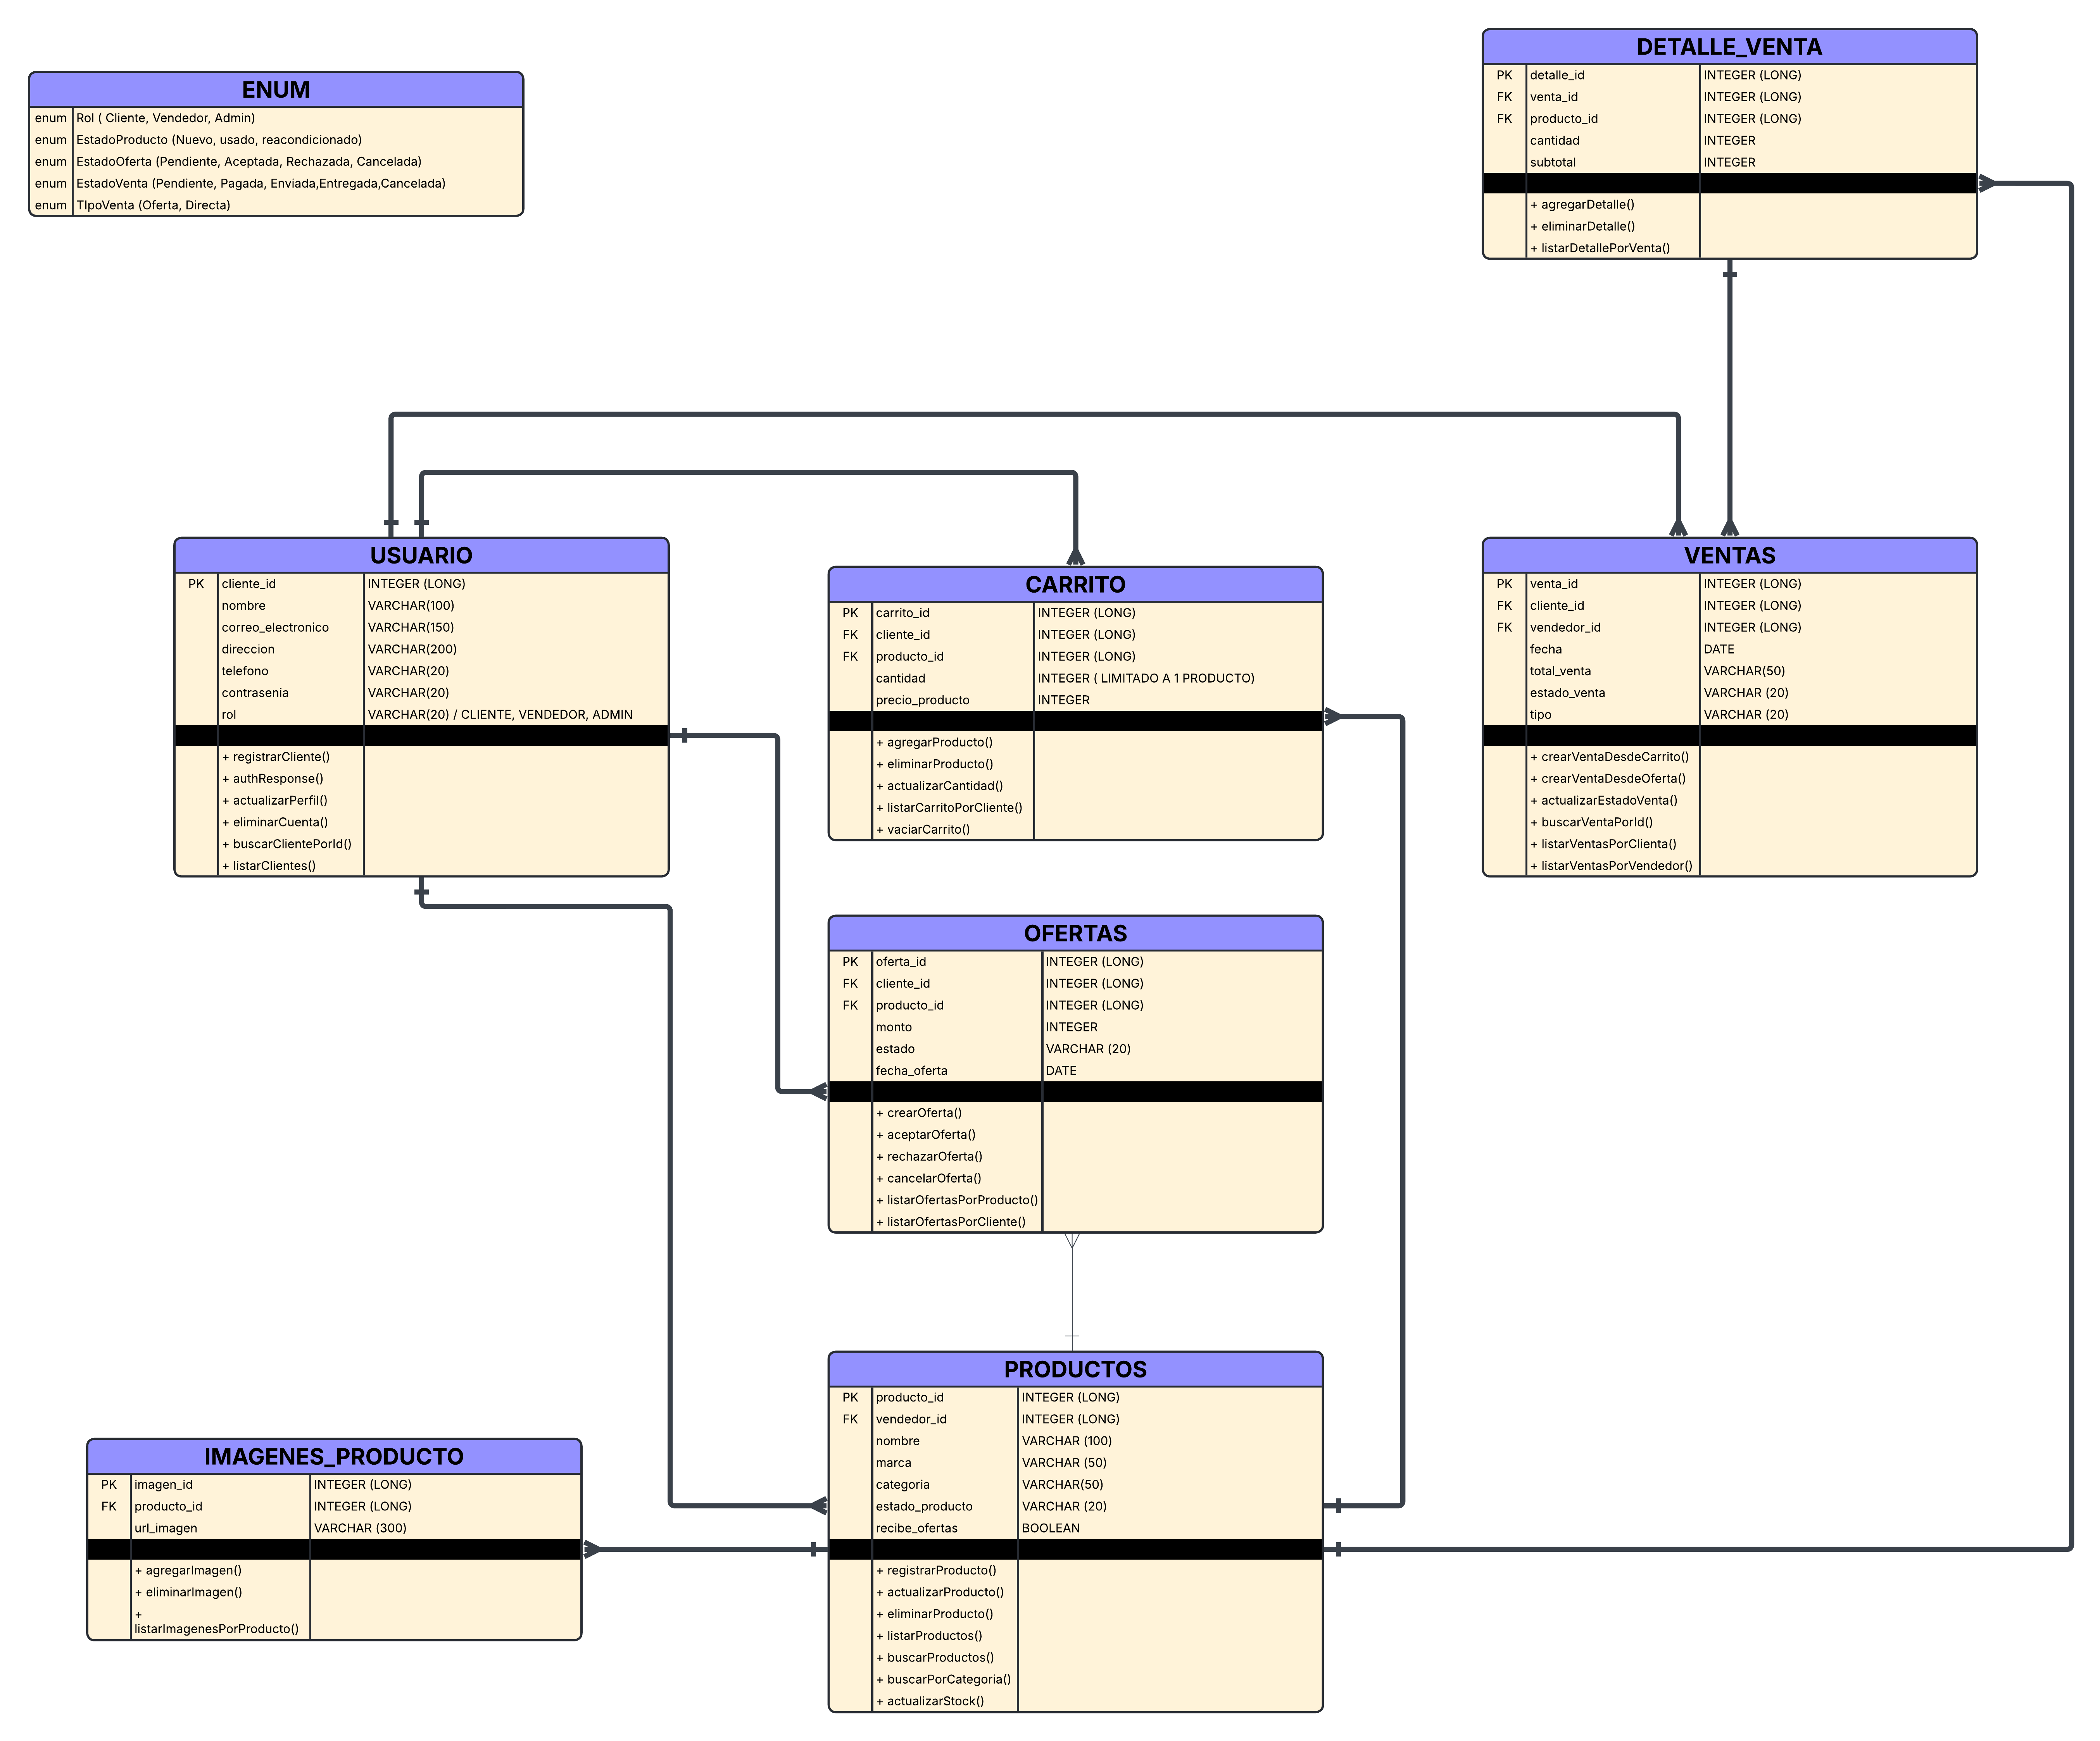 ENUM
enum Rol ( Cliente, Vendedor, Admin)
enum EstadoProducto (Nuevo, usado, reacondicionado)
enum EstadoOferta (Pendiente, Aceptada, Rechazada, Cancelada)
enum EstadoVenta (Pendiente, Pagada, Enviada,Entregada,Cancelada)
enum TIpoVenta (Oferta, Directa)
DETALLE_VENTA
PK detalle_id INTEGER (LONG)
FK venta_id INTEGER (LONG)
FK producto_id INTEGER (LONG)
cantidad INTEGER
subtotal INTEGER
+ agregarDetalle()
+ eliminarDetalle()
+ listarDetallePorVenta()
USUARIO
PK cliente_id INTEGER (LONG)
nombre VARCHAR(100)
correo_electronico VARCHAR(150)
direccion VARCHAR(200)
telefono VARCHAR(20)
contrasenia VARCHAR(20)
rol VARCHAR(20) / CLIENTE, VENDEDOR, ADMIN
+ registrarCliente()
+ authResponse()
+ actualizarPerfil()
+ eliminarCuenta()
+ buscarClientePorId()
+ listarClientes()
CARRITO
PK carrito_id INTEGER (LONG)
FK cliente_id INTEGER (LONG)
FK producto_id INTEGER (LONG)
cantidad INTEGER ( LIMITADO A 1 PRODUCTO)
precio_producto INTEGER
+ agregarProducto()
+ eliminarProducto()
+ actualizarCantidad()
+ listarCarritoPorCliente()
+ vaciarCarrito()
VENTAS
PK venta_id INTEGER (LONG)
FK cliente_id INTEGER (LONG)
FK vendedor_id INTEGER (LONG)
fecha DATE
total_venta VARCHAR(50)
estado_venta VARCHAR (20)
tipo VARCHAR (20)
+ crearVentaDesdeCarrito()
+ crearVentaDesdeOferta()
+ actualizarEstadoVenta()
+ buscarVentaPorId()
+ listarVentasPorClienta()
+ listarVentasPorVendedor()
OFERTAS
PK oferta_id INTEGER (LONG)
FK cliente_id INTEGER (LONG)
FK producto_id INTEGER (LONG)
monto INTEGER
estado VARCHAR (20)
fecha_oferta DATE
+ crearOferta()
+ aceptarOferta()
+ rechazarOferta()
+ cancelarOferta()
+ listarOfertasPorProducto()
+ listarOfertasPorCliente()
PRODUCTOS
PK producto_id INTEGER (LONG)
FK vendedor_id INTEGER (LONG)
nombre VARCHAR (100)
marca VARCHAR (50)
categoria VARCHAR(50)
estado_producto VARCHAR (20)
recibe_ofertas BOOLEAN
+ registrarProducto()
+ actualizarProducto()
+ eliminarProducto()
+ listarProductos()
+ buscarProductos()
+ buscarPorCategoria()
+ actualizarStock()
IMAGENES_PRODUCTO
PK imagen_id INTEGER (LONG)
FK producto_id INTEGER (LONG)
url_imagen VARCHAR (300)
+ agregarImagen()
+ eliminarImagen()
+
listarImagenesPorProducto()